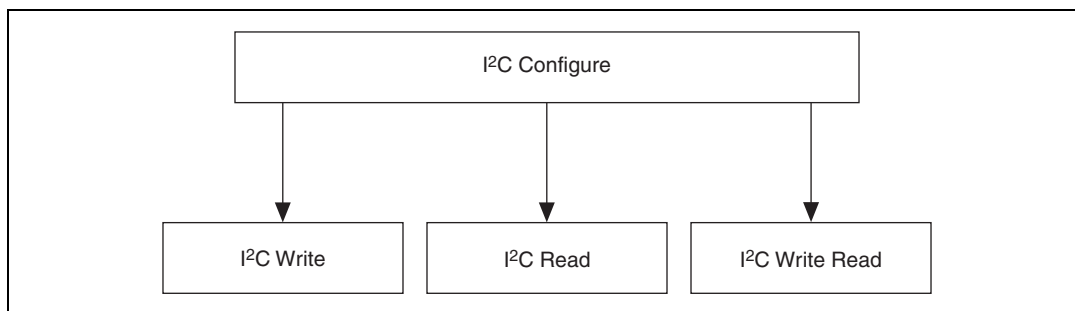 I²C Configure
I²C Write
I²C Read
I²C Write Read